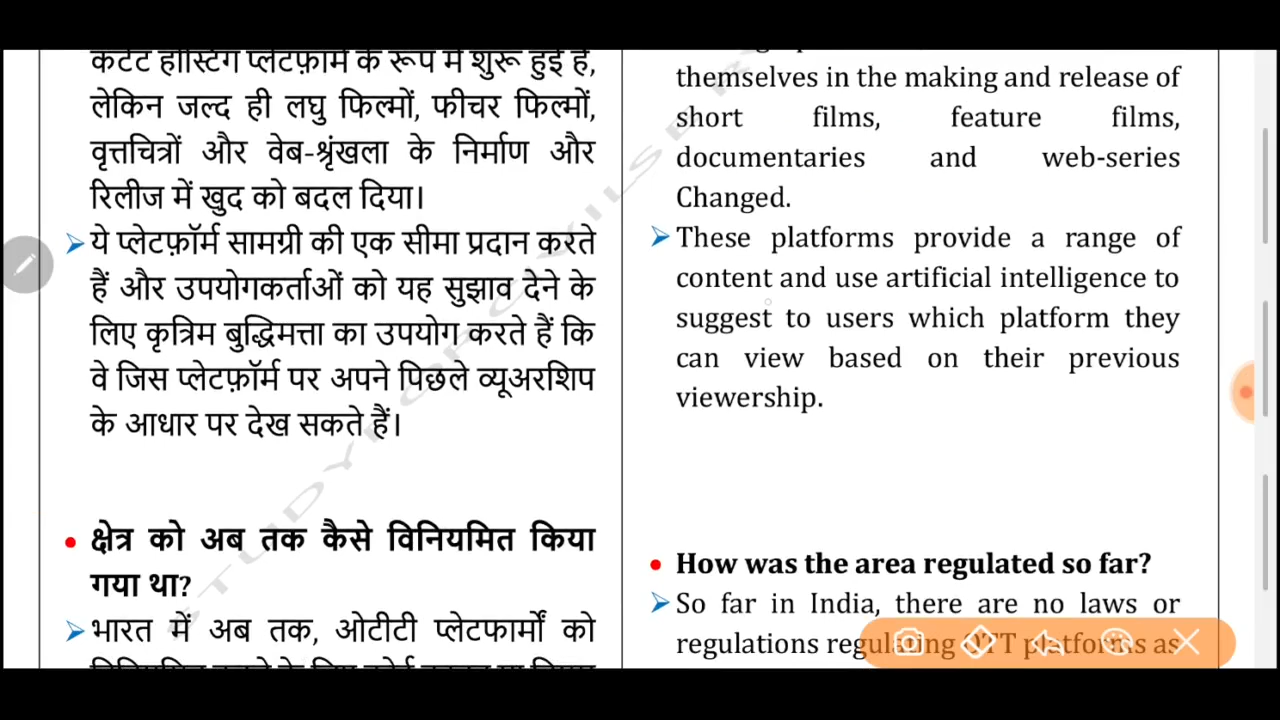 कंटेंट होस्टिंग प्लेटफ़ॉर्म के रूप में शुरू हुई हैं,
लेकिन जल्द ही लघु फिल्मों, फीचर फिल्मों,
वृत्तचित्रों और वेब-श्रृंखला के निर्माण और
रिलीज में खुद को बदल दिया।
➢ ये प्लेटफ़ॉर्म सामग्री की एक सीमा प्रदान करते
हैं और उपयोगकर्ताओं को यह सुझाव देने के
लिए कृत्रिम बुद्धिमत्ता का उपयोग करते हैं कि
वे जिस प्लेटफ़ॉर्म पर अपने पिछले व्यूअरशिप
के आधार पर देख सकते हैं।
• क्षेत्र को अब तक कैसे विनियमित किया
गया था?
➢ भारत में अब तक, ओटीटी प्लेटफार्मों को
themselves in the making and release of
short films, feature films,
documentaries and web-series
Changed.
➢ These platforms provide a range of
content and use artificial intelligence to
suggest to users which platform they
can view based on their previous
viewership.
• How was the area regulated so far?
➢ So far in India, there are no laws or
regulations regulating OTT platforms as